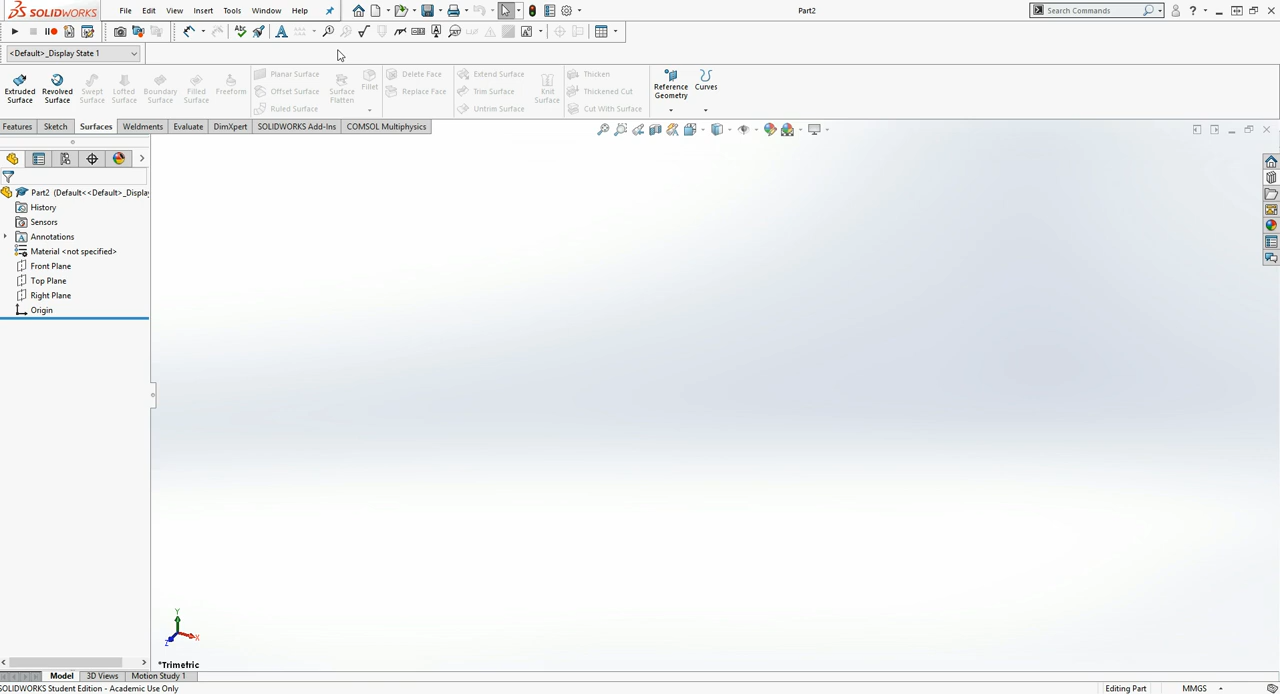 SOLIDWORKS File Edit View Insert Tools Window Help Part2 Search Commands ?
<Default>_Display State 1
Extruded Surface Revolved Surface Swept Surface Lofted Surface Boundary Surface Filled Surface Freeform Planar Surface Offset Surface Ruled Surface Surface Flatten Fillet Delete Face Replace Face Extend Surface Trim Surface Untrim Surface Knit Surface Thicken Thickened Cut Cut With Surface Reference Geometry Curves
Features Sketch Surfaces Weldments Evaluate DimXpert SOLIDWORKS Add-Ins COMSOL Multiphysics
Part2 (Default<<Default>_Display
History
Sensors
Annotations
Material <not specified>
Front Plane
Top Plane
Right Plane
Origin
Y
X
Z
*Trimetric
Model 3D Views Motion Study 1
SOLIDWORKS Student Edition - Academic Use Only Editing Part MMGS